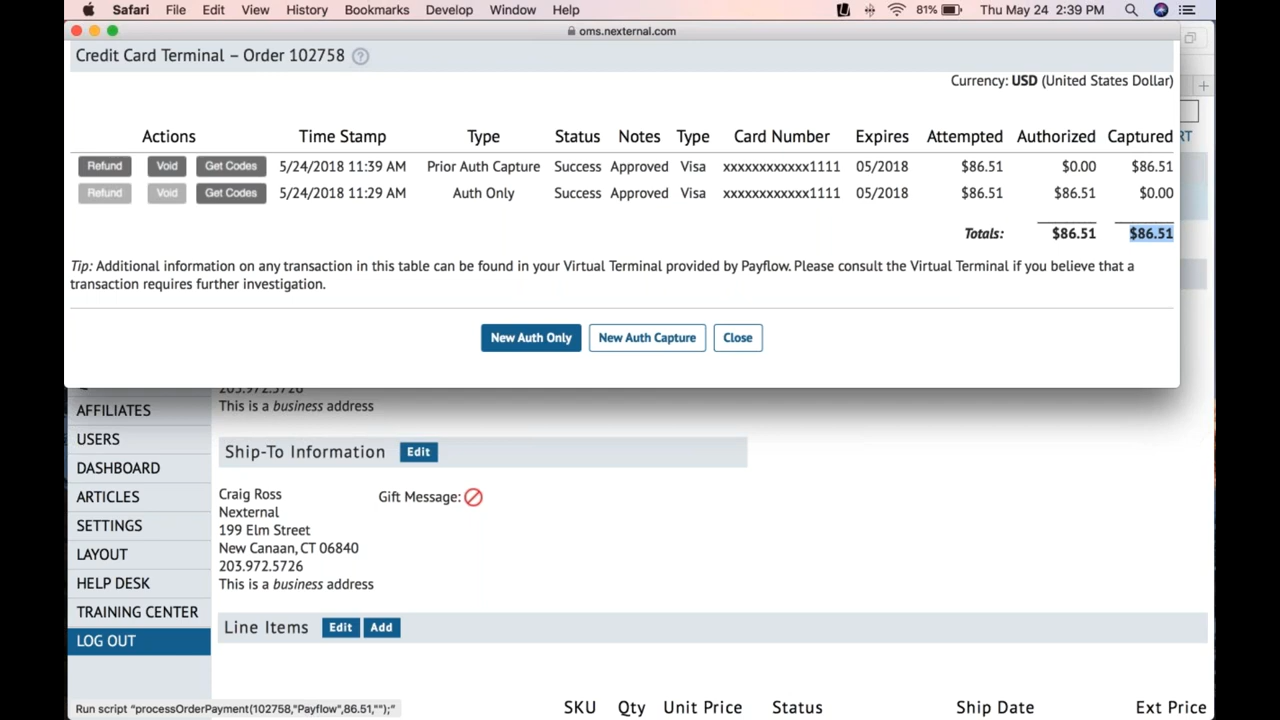 Safari File Edit View History Bookmarks Develop Window Help 81% Thu May 24 2:39 PM
oms.nexternal.com
Credit Card Terminal – Order 102758 ?
Currency: USD (United States Dollar)
Actions Time Stamp Type Status Notes Type Card Number Expires Attempted Authorized Captured
Refund Void Get Codes 5/24/2018 11:39 AM Prior Auth Capture Success Approved Visa xxxxxxxxxxxx1111 05/2018 $86.51 $0.00 $86.51
Refund Void Get Codes 5/24/2018 11:29 AM Auth Only Success Approved Visa xxxxxxxxxxxx1111 05/2018 $86.51 $86.51 $0.00
Totals: $86.51 $86.51
Tip: Additional information on any transaction in this table can be found in your Virtual Terminal provided by Payflow. Please consult the Virtual Terminal if you believe that a
transaction requires further investigation.
New Auth Only New Auth Capture Close
203.972.5726
This is a business address
AFFILIATES
USERS
DASHBOARD
ARTICLES
SETTINGS
LAYOUT
HELP DESK
TRAINING CENTER
LOG OUT
Ship-To Information Edit
Craig Ross Gift Message:
Nexternal
199 Elm Street
New Canaan, CT 06840
203.972.5726
This is a business address
Line Items Edit Add
SKU Qty Unit Price Status Ship Date Ext Price
Run script "processOrderPayment(102758,"Payflow",86.51,"");"